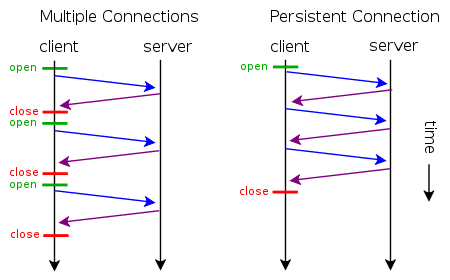 Multiple Connections
client
server
open
close
open
close
open
close
Persistent Connection
client
server
open
close
time